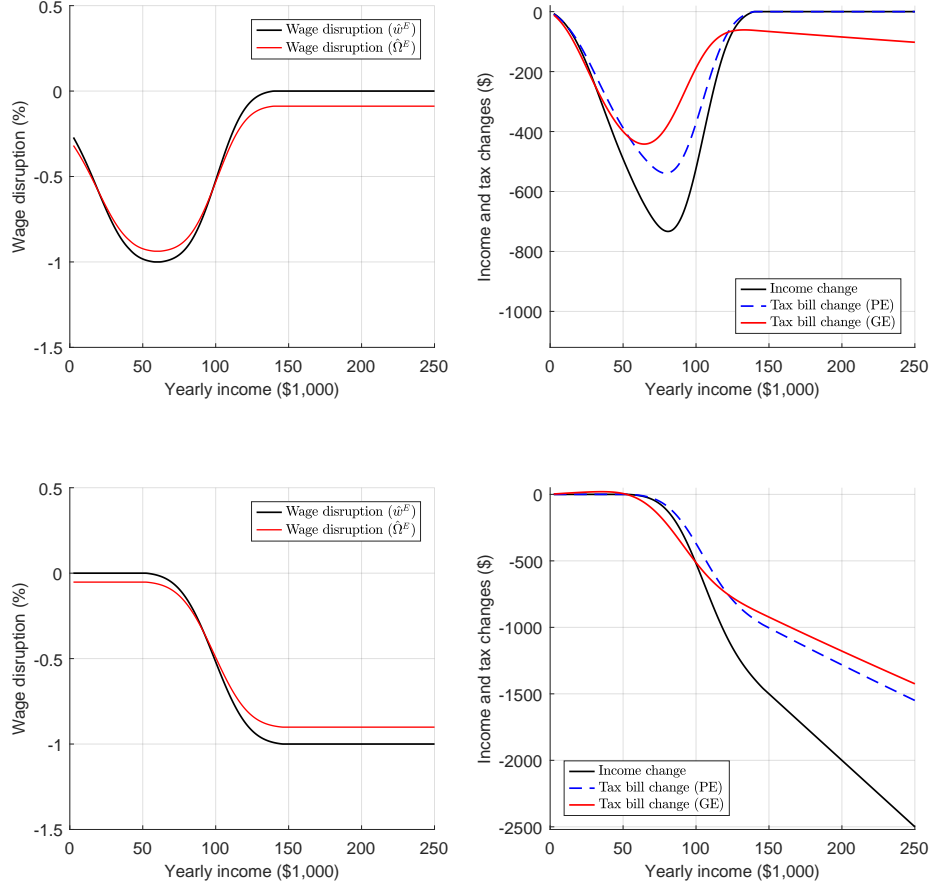 0.5
0
-0.5
-1
-1.5
0 50 100 150 200 250
Wage disruption (%)
Yearly income ($1,000)
Wage disruption (ŵᴱ)
Wage disruption (Ω̂ᴱ)
0
-200
-400
-600
-800
-1000
0 50 100 150 200 250
Income and tax changes ($)
Yearly income ($1,000)
Income change
Tax bill change (PE)
Tax bill change (GE)
0.5
0
-0.5
-1
-1.5
0 50 100 150 200 250
Wage disruption (%)
Yearly income ($1,000)
Wage disruption (ŵᴱ)
Wage disruption (Ω̂ᴱ)
0
-500
-1000
-1500
-2000
-2500
0 50 100 150 200 250
Income and tax changes ($)
Yearly income ($1,000)
Income change
Tax bill change (PE)
Tax bill change (GE)